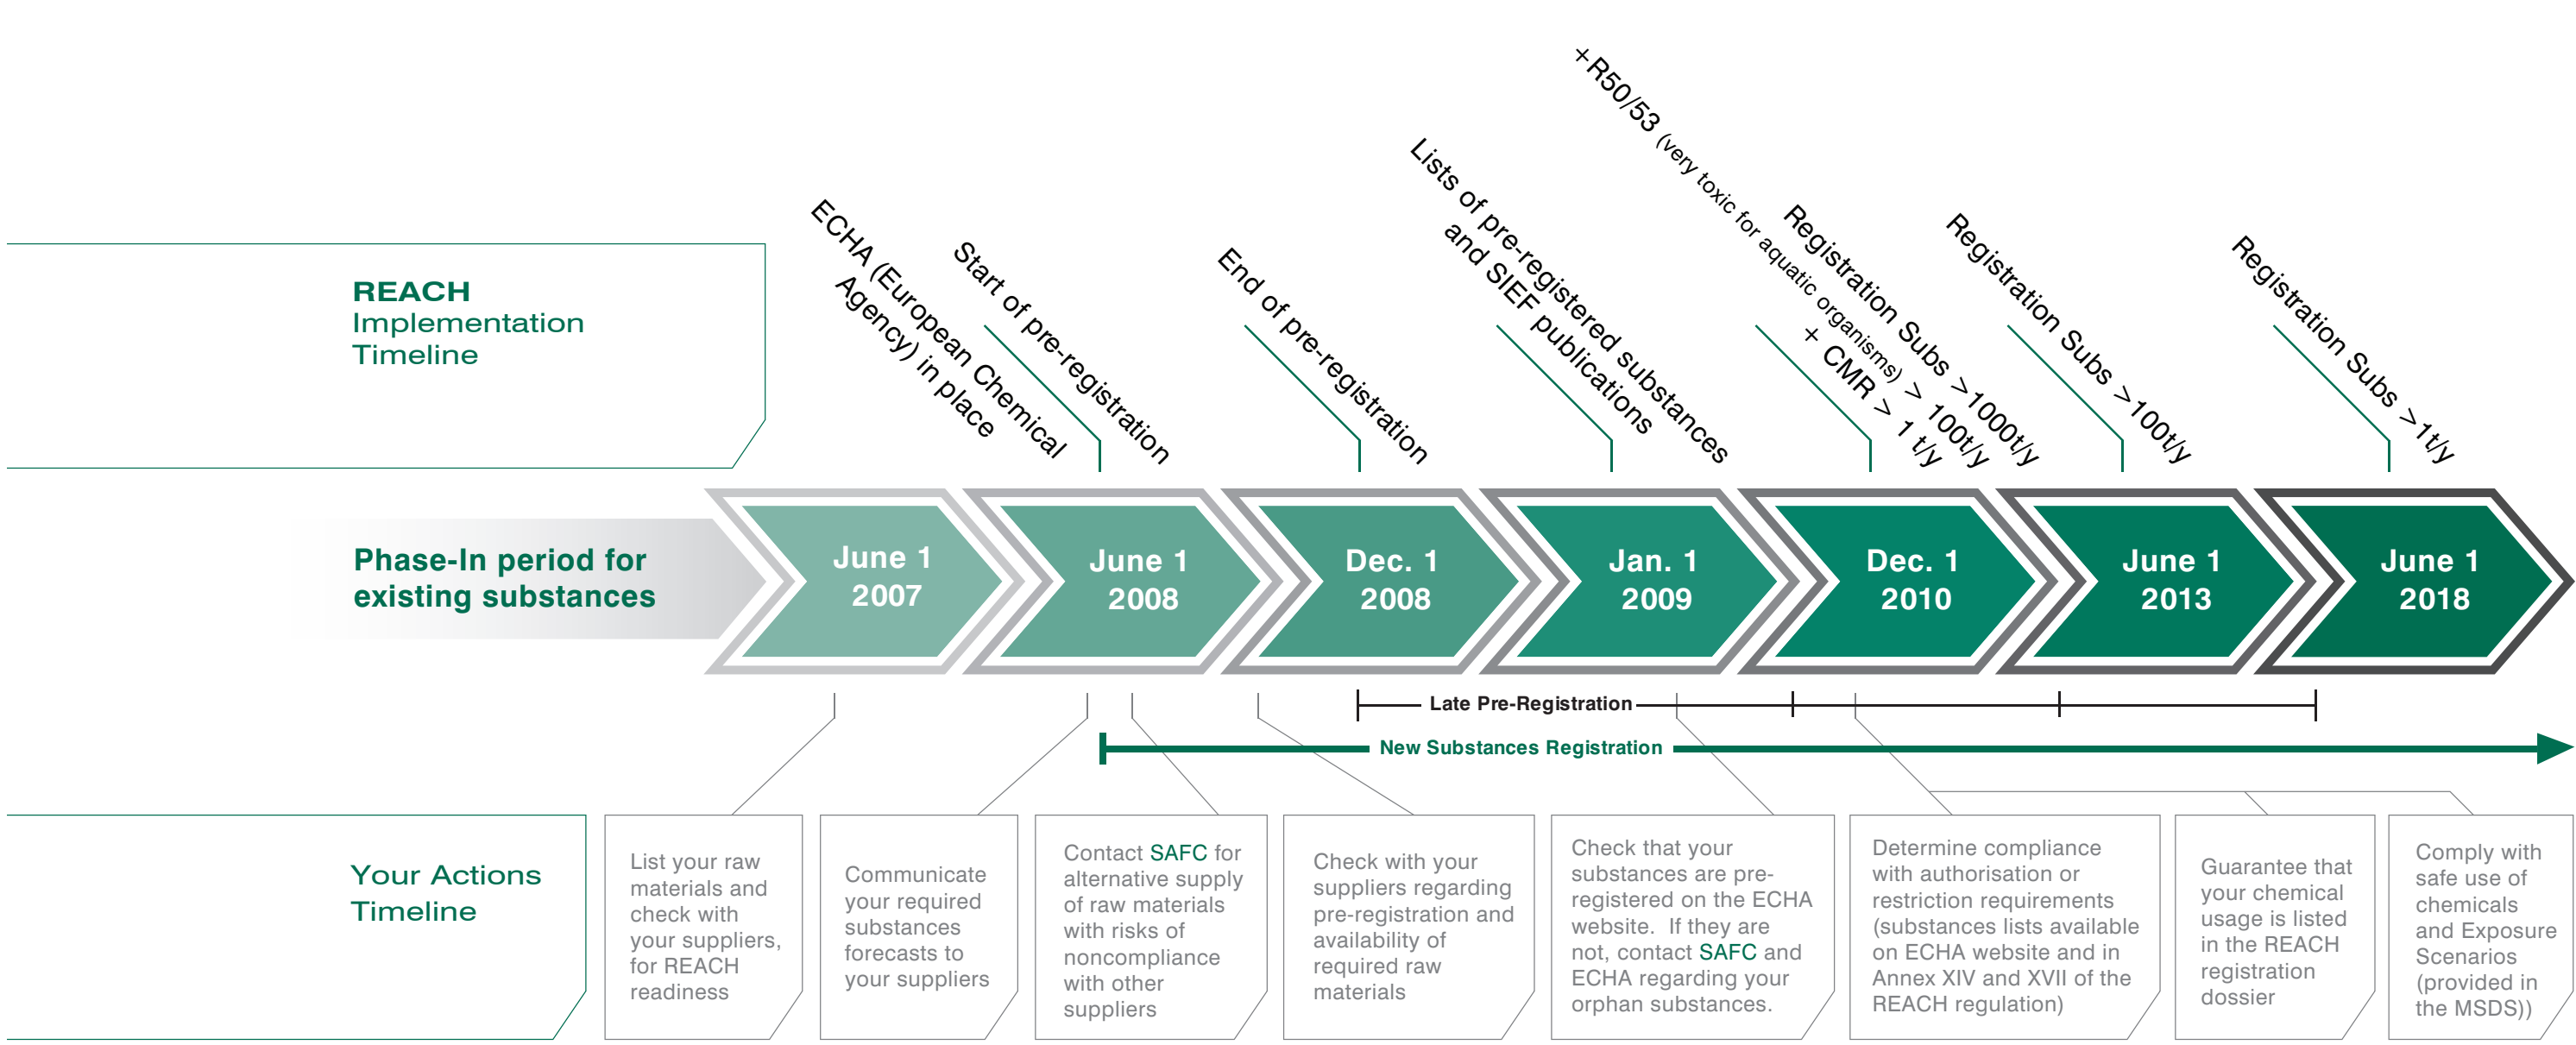 REACH
Implementation
Timeline
ECHA (European Chemical
Agency) in place
Start of pre-registration
End of pre-registration
Lists of pre-registered substances
and SIEF publications
Registration Subs >1000t/y
+R50/53 (very toxic for aquatic organisms) > 100t/y
+ CMR > 1 t/y
Registration Subs >100t/y
Registration Subs >1t/y
Phase-In period for
existing substances
June 1
2007
June 1
2008
Dec. 1
2008
Jan. 1
2009
Dec. 1
2010
June 1
2013
June 1
2018
Late Pre-Registration
New Substances Registration
Your Actions
Timeline
List your raw
materials and
check with
your suppliers,
for REACH
readiness
Communicate
your required
substances
forecasts to
your suppliers
Contact SAFC for
alternative supply
of raw materials
with risks of
noncompliance
with other
suppliers
Check with your
suppliers regarding
pre-registration and
availability of
required raw
materials
Check that your
substances are pre-
registered on the ECHA
website.  If they are
not, contact SAFC and
ECHA regarding your
orphan substances.
Determine compliance
with authorisation or
restriction requirements
(substances lists available
on ECHA website and in
Annex XIV and XVII of the
REACH regulation)
Guarantee that
your chemical
usage is listed
in the REACH
registration
dossier
Comply with
safe use of
chemicals
and Exposure
Scenarios
(provided in
the MSDS))